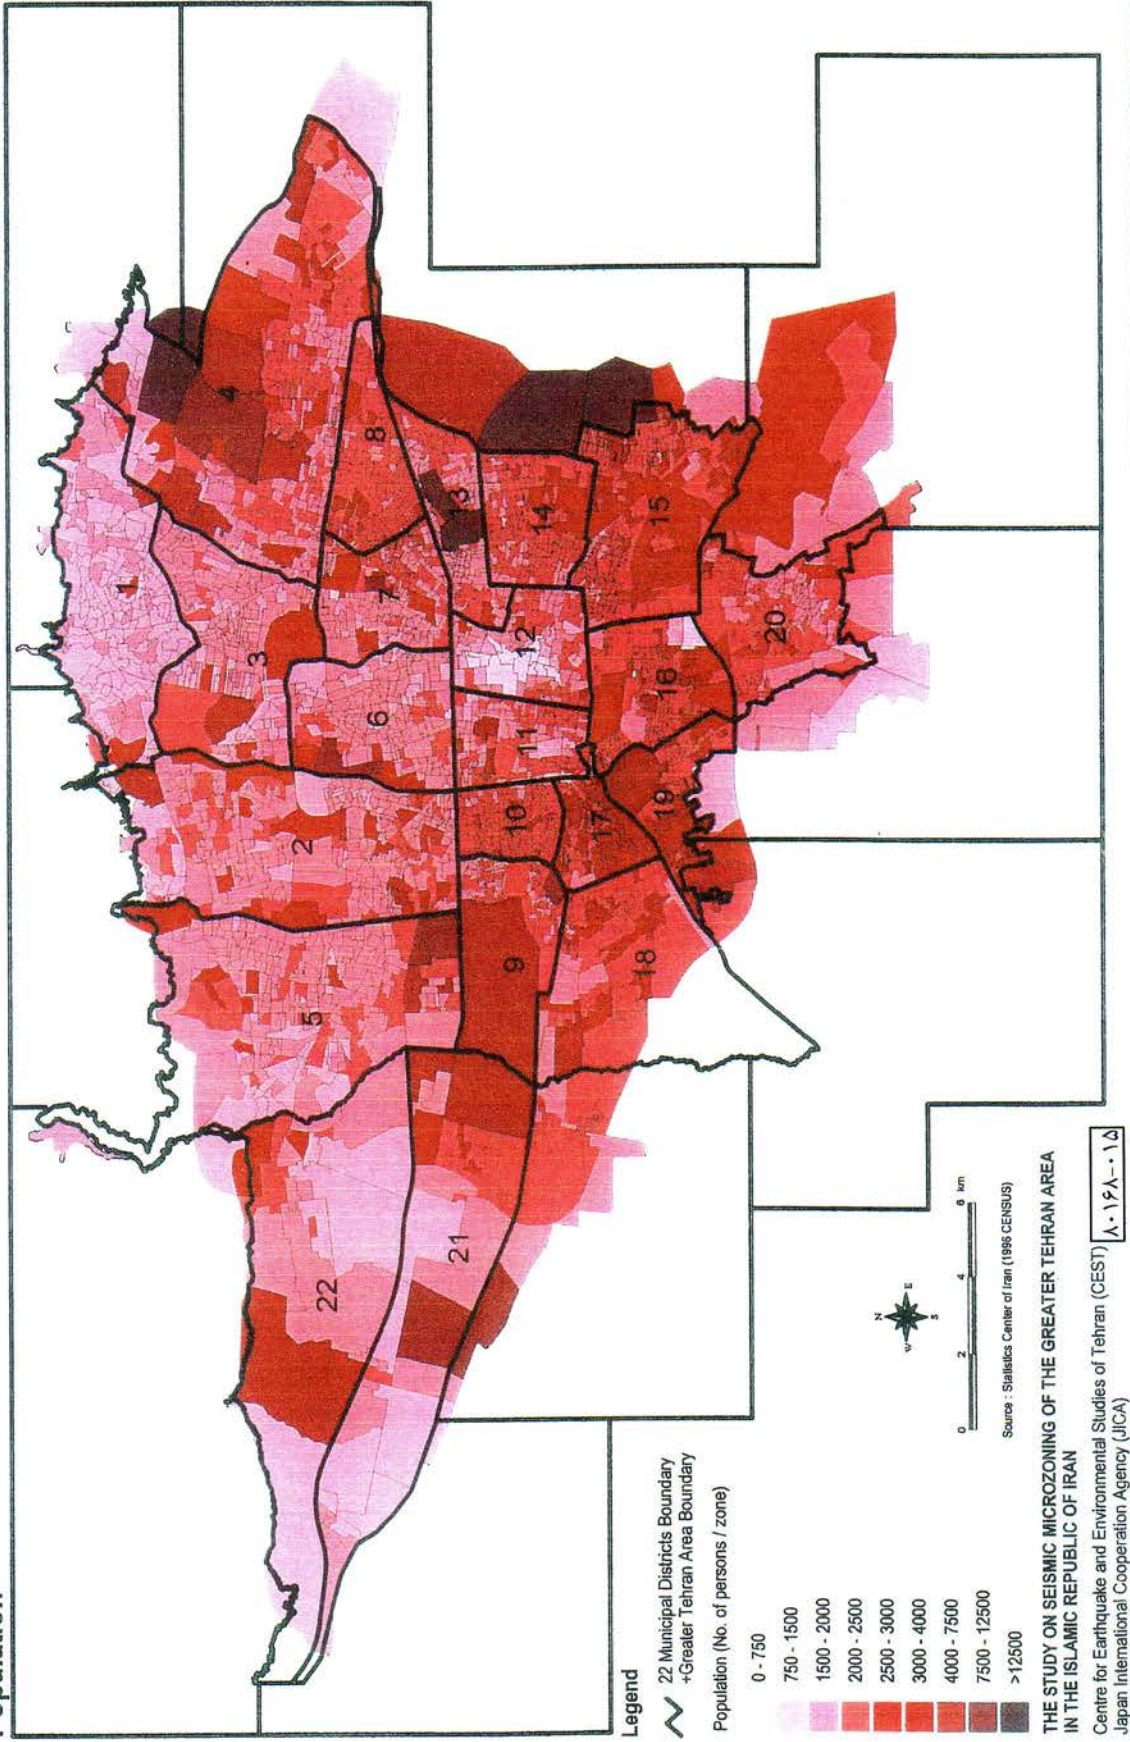 Population
1
2
3
4
5
6
7
8
9
10
11
12
13
14
15
16
17
18
19
20
21
22
Legend
22 Municipal Districts Boundary
+Greater Tehran Area Boundary
Population (No. of persons / zone)
0 - 750
750 - 1500
1500 - 2000
2000 - 2500
2500 - 3000
3000 - 4000
4000 - 7500
7500 - 12500
>12500
N
W E
S
0 2 4 6 km
Source : Statistics Center of Iran (1996 CENSUS)
THE STUDY ON SEISMIC MICROZONING OF THE GREATER TEHRAN AREA
IN THE ISLAMIC REPUBLIC OF IRAN
Centre for Earthquake and Environmental Studies of Tehran (CEST)
Japan International Cooperation Agency (JICA)
۸۰۱۶۸-۰۱۵